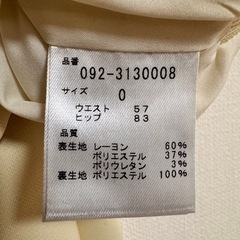 品番
092-3130008
サイズ
0
ウエスト 57
ヒップ 83
品質
表生地 レーヨン 60%
ポリエステル 37%
ポリウレタン 3%
裏生地 ポリエステル 100%